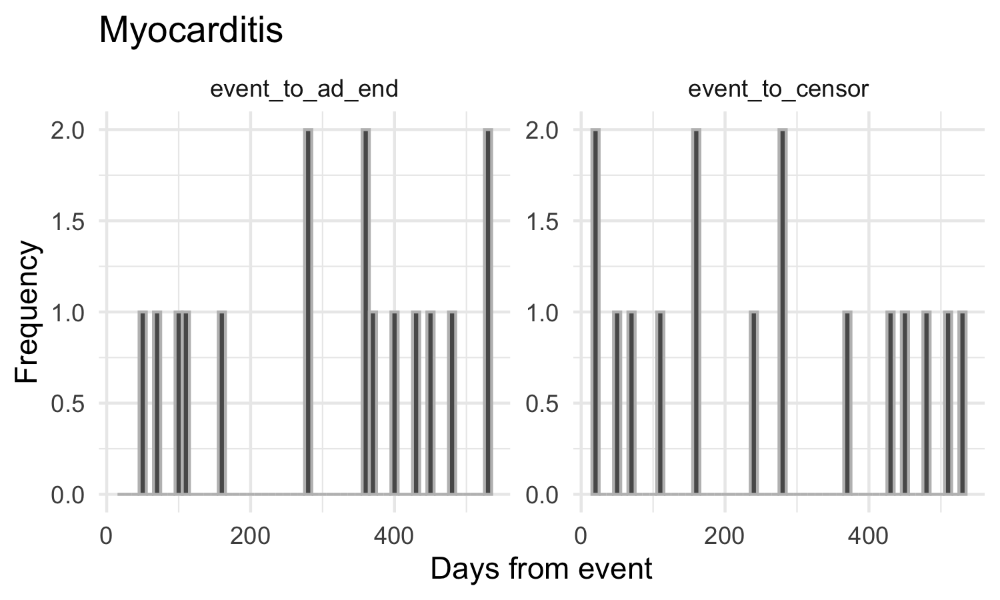 Myocarditis
event_to_ad_end
event_to_censor
Frequency
2.0
1.5
1.0
0.5
0.0
2.0
1.5
1.0
0.5
0.0
0 200 400
0 200 400
Days from event